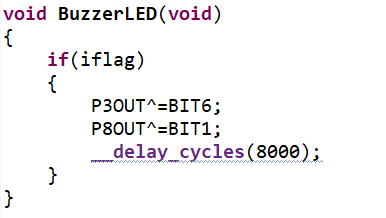 void BuzzerLED(void)
{
    if(iflag)
    {
        P3OUT^=BIT6;
        P8OUT^=BIT1;
        __delay_cycles(8000);
    }
}